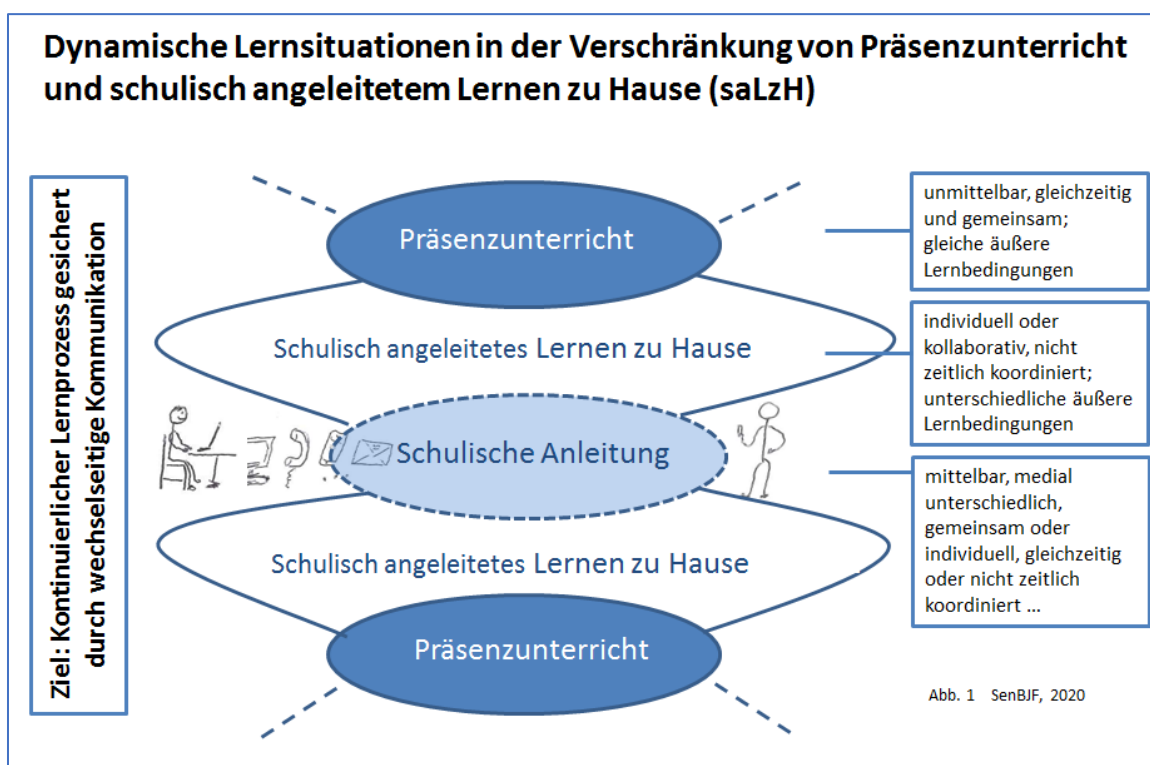 Dynamische Lernsituationen in der Verschränkung von Präsenzunterricht
und schulisch angeleitetem Lernen zu Hause (saLzH)
Ziel: Kontinuierlicher Lernprozess gesichert
durch wechselseitige Kommunikation
Präsenzunterricht
unmittelbar, gleichzeitig
und gemeinsam;
gleiche äußere
Lernbedingungen
Schulisch angeleitetes Lernen zu Hause
individuell oder
kollaborativ, nicht
zeitlich koordiniert;
unterschiedliche äußere
Lernbedingungen
Schulische Anleitung
mittelbar, medial
unterschiedlich,
gemeinsam oder
individuell, gleichzeitig
oder nicht zeitlich
koordiniert ...
Schulisch angeleitetes Lernen zu Hause
Präsenzunterricht
Abb. 1 SenBJF, 2020